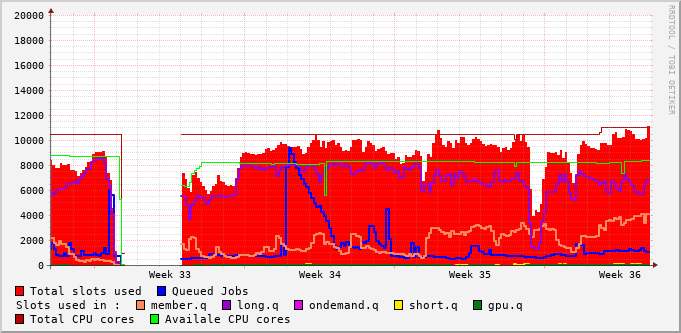 20000
18000
16000
14000
12000
10000
8000
6000
4000
2000
0
Week 33 Week 34 Week 35 Week 36
RRDTOOL / TOBI OETIKER
Total slots used Queued Jobs
Slots used in : member.q long.q ondemand.q short.q gpu.q
Total CPU cores Availale CPU cores